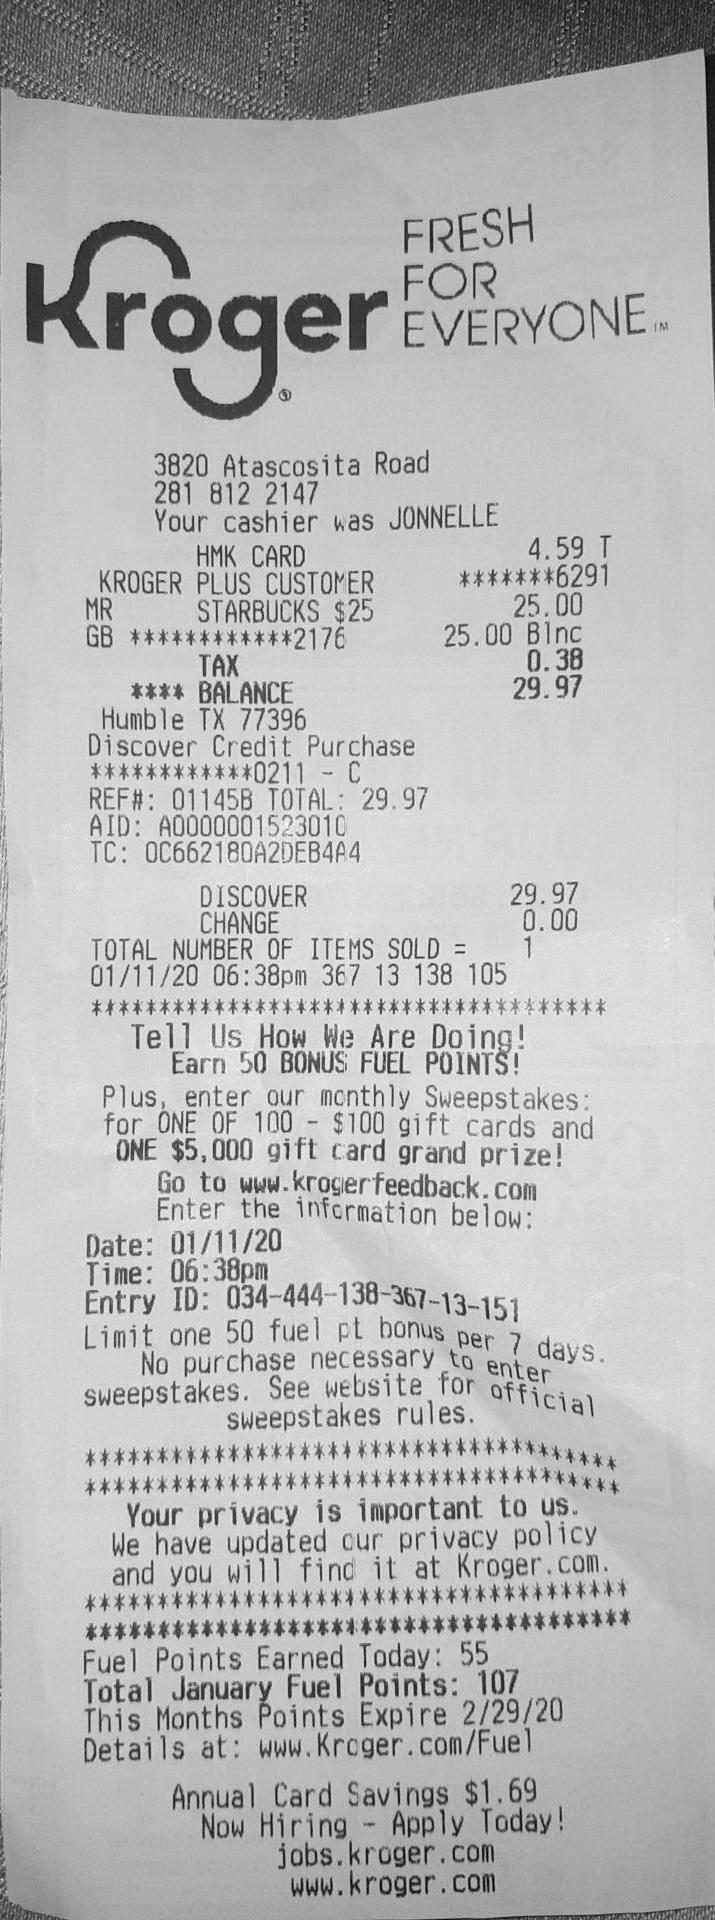 Kroger®
FRESH
FOR
EVERYONE™
3820 Atascosita Road
281 812 2147
Your cashier was JONNELLE
HMK CARD 4.59 T
KROGER PLUS CUSTOMER *******6291
MR STARBUCKS $25 25.00
GB ************2176 25.00 Blnc
TAX 0.38
**** BALANCE 29.97
Humble TX 77396
Discover Credit Purchase
************0211 - C
REF#: 01145B TOTAL: 29.97
AID: A0000001523010
TC: 0C662180A2DEB4A4
DISCOVER 29.97
CHANGE 0.00
TOTAL NUMBER OF ITEMS SOLD = 1
01/11/20 06:38pm 367 13 138 105
**************************************
Tell Us How We Are Doing!
Earn 50 BONUS FUEL POINTS!
Plus, enter our monthly Sweepstakes:
for ONE OF 100 - $100 gift cards and
ONE $5,000 gift card grand prize!
Go to www.krogerfeedback.com
Enter the information below:
Date: 01/11/20
Time: 06:38pm
Entry ID: 034-444-138-367-13-151
Limit one 50 fuel pt bonus per 7 days.
No purchase necessary to enter
sweepstakes. See website for official
sweepstakes rules.
**************************************
**************************************
Your privacy is important to us.
We have updated our privacy policy
and you will find it at Kroger.com.
**************************************
**************************************
Fuel Points Earned Today: 55
Total January Fuel Points: 107
This Months Points Expire 2/29/20
Details at: www.Kroger.com/Fuel
Annual Card Savings $1.69
Now Hiring - Apply Today!
jobs.kroger.com
www.kroger.com